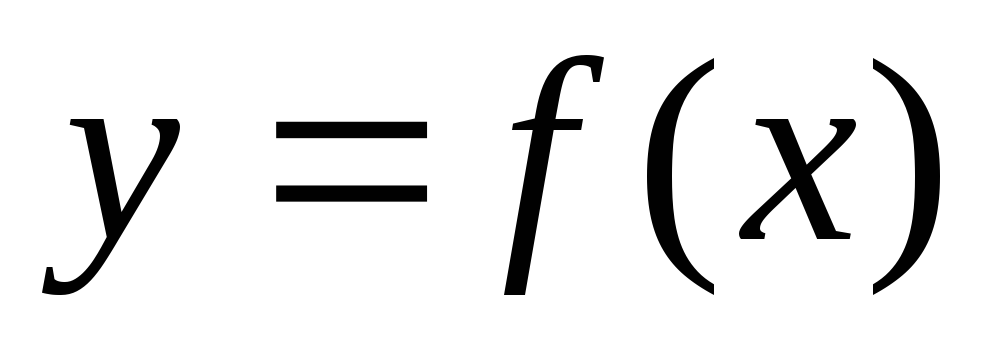 y = f (x)